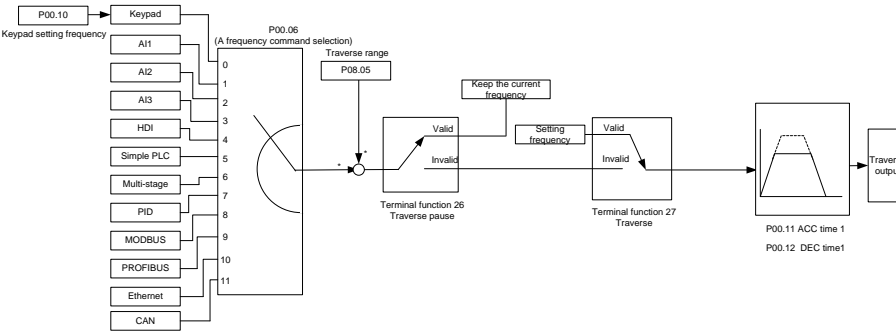 P00.10
Keypad setting frequency
Keypad
AI1
AI2
AI3
HDI
Simple PLC
Multi-stage
PID
MODBUS
PROFIBUS
Ethernet
CAN
P00.06
(A frequency command selection)
0
1
2
3
4
5
6
7
8
9
10
11
Traverse range
P08.05
*
*
Keep the current
frequency
Valid
Invalid
Terminal function 26
Traverse pause
Setting
frequency
Valid
Invalid
Terminal function 27
Traverse
P00.11 ACC time 1
P00.12 DEC time1
Traver
outpu